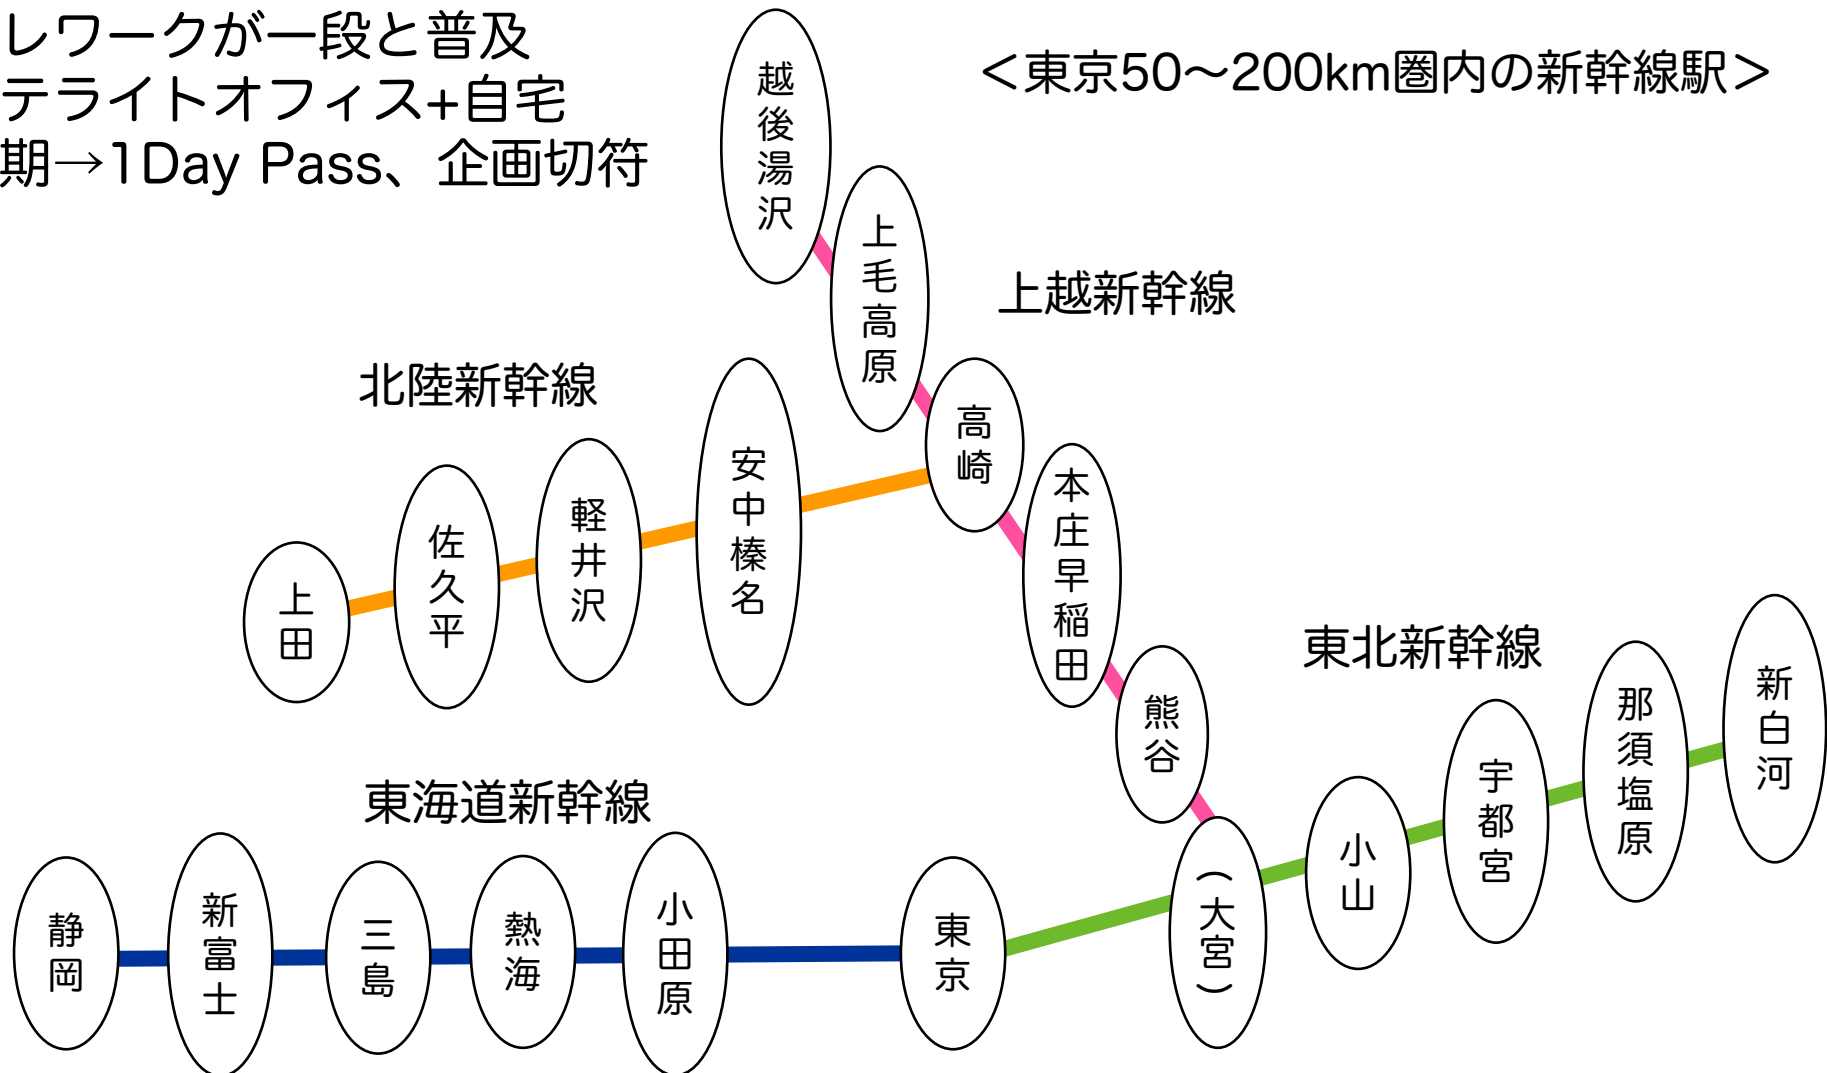 レワークが一段と普及
テライトオフィス+自宅
期→1Day Pass、企画切符
＜東京50〜200km圏内の新幹線駅＞
越後湯沢
上毛高原
上越新幹線
北陸新幹線
高崎
安中榛名
軽井沢
佐久平
上田
本庄早稲田
熊谷
東北新幹線
新白河
那須塩原
宇都宮
小山
（大宮）
東海道新幹線
静岡
新富士
三島
熱海
小田原
東京